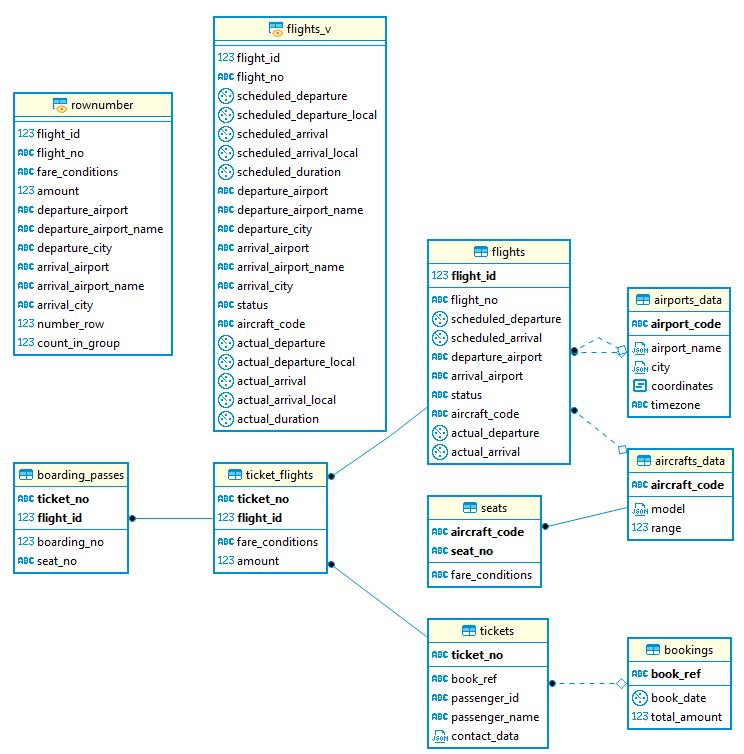 rownumber
123 flight_id
ABC flight_no
ABC fare_conditions
123 amount
ABC departure_airport
ABC departure_airport_name
ABC departure_city
ABC arrival_airport
ABC arrival_airport_name
ABC arrival_city
123 number_row
123 count_in_group
flights_v
123 flight_id
ABC flight_no
scheduled_departure
scheduled_departure_local
scheduled_arrival
scheduled_arrival_local
scheduled_duration
ABC departure_airport
ABC departure_airport_name
ABC departure_city
ABC arrival_airport
ABC arrival_airport_name
ABC arrival_city
ABC status
ABC aircraft_code
actual_departure
actual_departure_local
actual_arrival
actual_arrival_local
actual_duration
flights
123 flight_id
ABC flight_no
scheduled_departure
scheduled_arrival
ABC departure_airport
ABC arrival_airport
ABC status
ABC aircraft_code
actual_departure
actual_arrival
airports_data
ABC airport_code
JSON airport_name
JSON city
coordinates
ABC timezone
boarding_passes
ABC ticket_no
123 flight_id
123 boarding_no
ABC seat_no
ticket_flights
ABC ticket_no
123 flight_id
ABC fare_conditions
123 amount
seats
ABC aircraft_code
ABC seat_no
ABC fare_conditions
aircrafts_data
ABC aircraft_code
JSON model
123 range
tickets
ABC ticket_no
ABC book_ref
ABC passenger_id
ABC passenger_name
JSON contact_data
bookings
ABC book_ref
book_date
123 total_amount